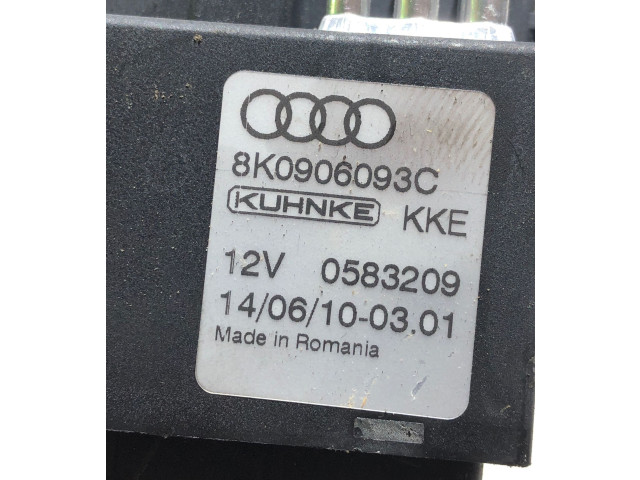 8K0906093C
KUHNKE KKE
12V 0583209
14/06/10-03.01
Made in Romania